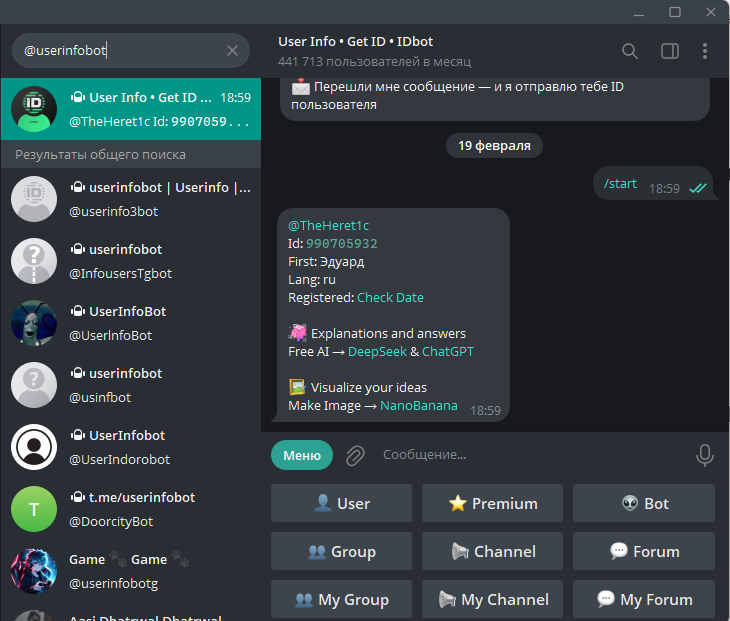 @userinfobot
User Info • Get ID ... 18:59
@TheHeret1c Id: 9907059...
Результаты общего поиска
userinfobot | Userinfo |...
@userinfo3bot
userinfobot
@InfousersTgbot
UserInfoBot
@UserlnfoBot
userinfobot
@usinfbot
UserInfobot
@UserIndorobot
T
t.me/userinfobot
@DoorcityBot
Game 🐾 Game 🐾
@userinfobotg
User Info • Get ID • IDbot
441 713 пользователей в месяц
📩 Перешли мне сообщение — и я отправлю тебе ID
пользователя
19 февраля
/start 18:59
@TheHeret1c
Id: 990705932
First: Эдуард
Lang: ru
Registered: Check Date
Explanations and answers
Free AI → DeepSeek & ChatGPT
🖼 Visualize your ideas
Make Image → NanoBanana 18:59
Меню Сообщение...
👤 User ⭐ Premium 👽 Bot
👥 Group 📢 Channel 💬 Forum
👥 My Group 📢 My Channel 💬 My Forum